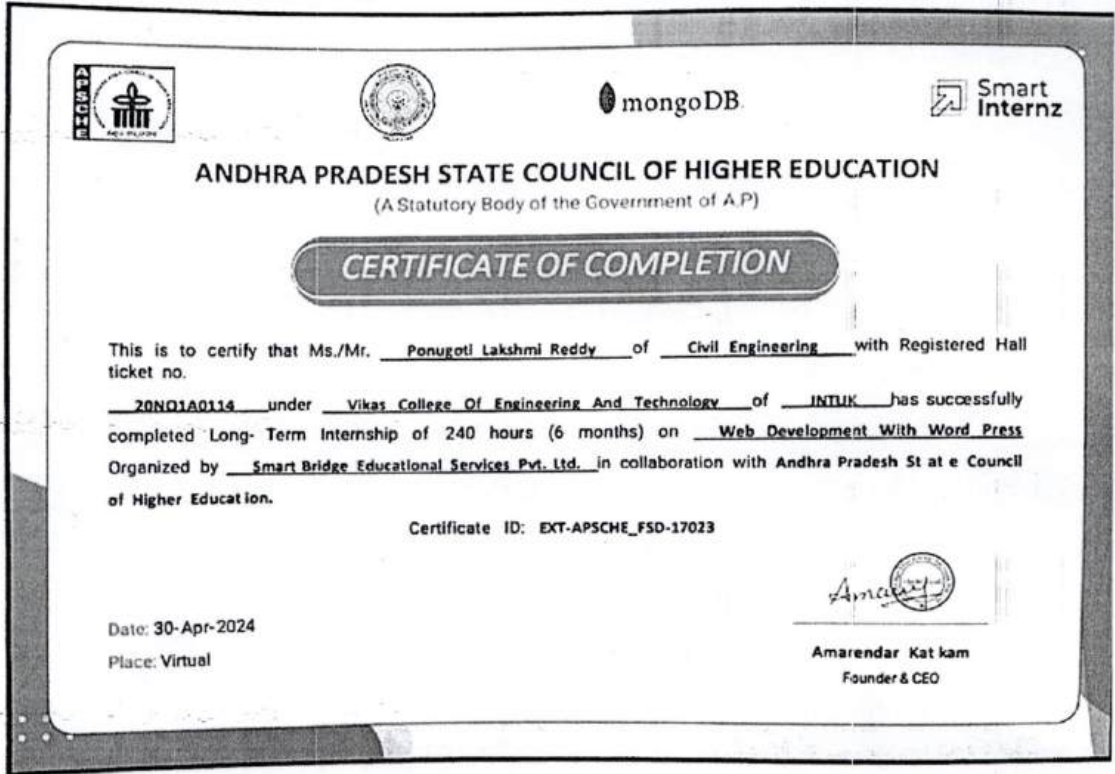 APSCHE
mongoDB
Smart
Internz
ANDHRA PRADESH STATE COUNCIL OF HIGHER EDUCATION
(A Statutory Body of the Government of A.P)
CERTIFICATE OF COMPLETION
This is to certify that Ms./Mr. Ponugoti Lakshmi Reddy of Civil Engineering with Registered Hall
ticket no.
20NO1A0114 under Vikas College Of Engineering And Technology of JNTUK has successfully
completed Long- Term Internship of 240 hours (6 months) on Web Development With Word Press
Organized by Smart Bridge Educational Services Pvt. Ltd. in collaboration with Andhra Pradesh St at e Council
of Higher Educat ion.
Certificate ID: EXT-APSCHE_FSD-17023
Date: 30-Apr-2024
Place: Virtual
Amarendar Kat kam
Founder & CEO